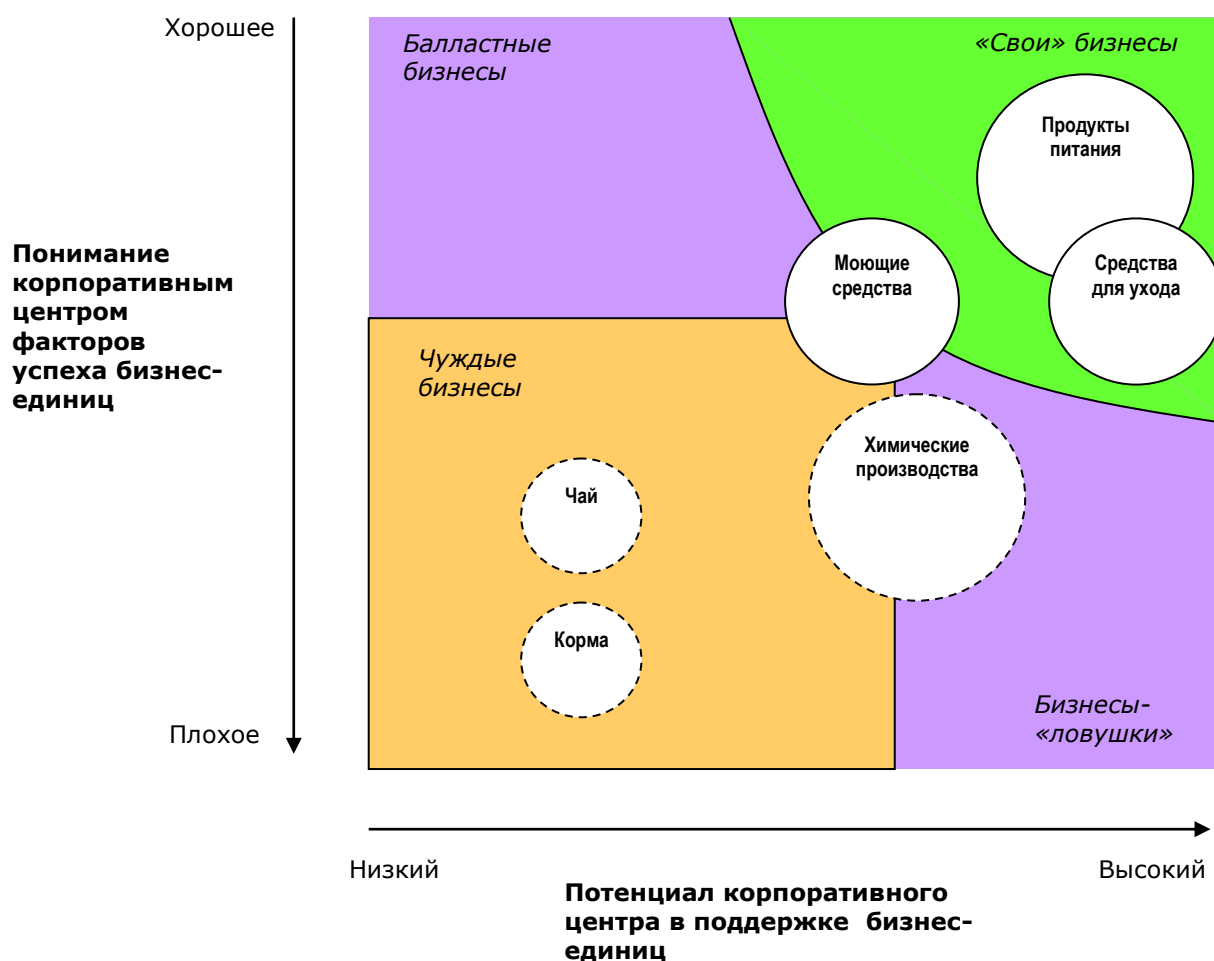 Хорошее
Балластные
бизнесы
«Свои» бизнесы
Продукты
питания
Понимание
корпоративным
центром
факторов
успеха бизнес-
единиц
Моющие
средства
Средства
для ухода
Чуждые
бизнесы
Химические
производства
Чай
Корма
Плохое
Бизнесы-
«ловушки»
Низкий
Высокий
Потенциал корпоративного
центра в поддержке бизнес-
единиц